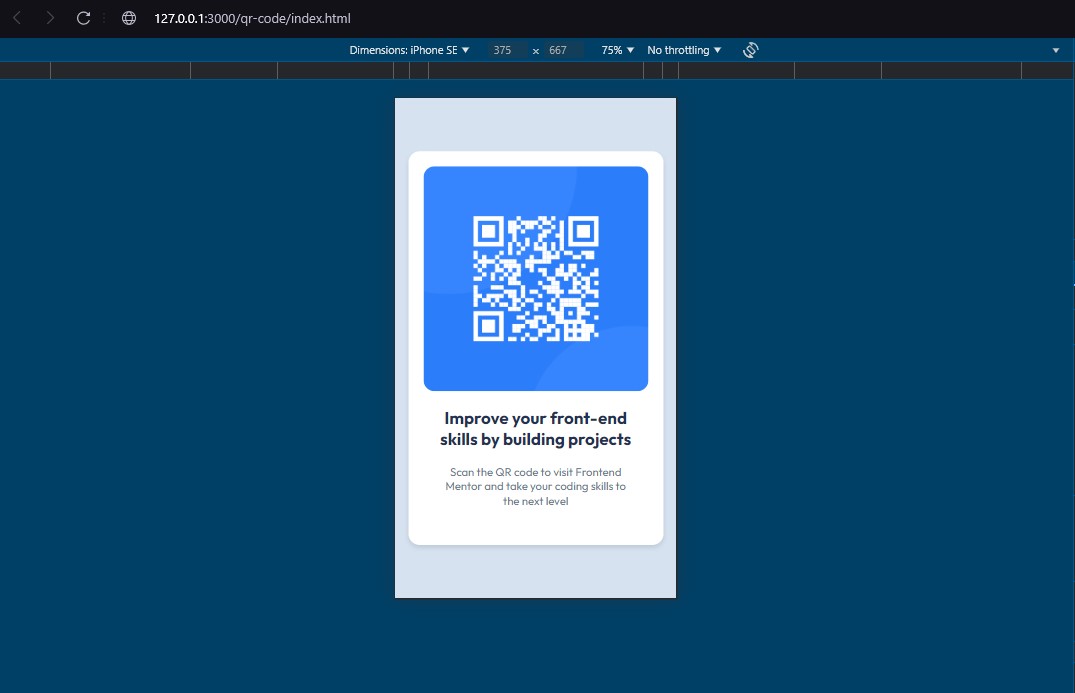 127.0.0.1:3000/qr-code/index.html
Dimensions: iPhone SE 375 x 667 75% No throttling
Improve your front-end
skills by building projects
Scan the QR code to visit Frontend
Mentor and take your coding skills to
the next level